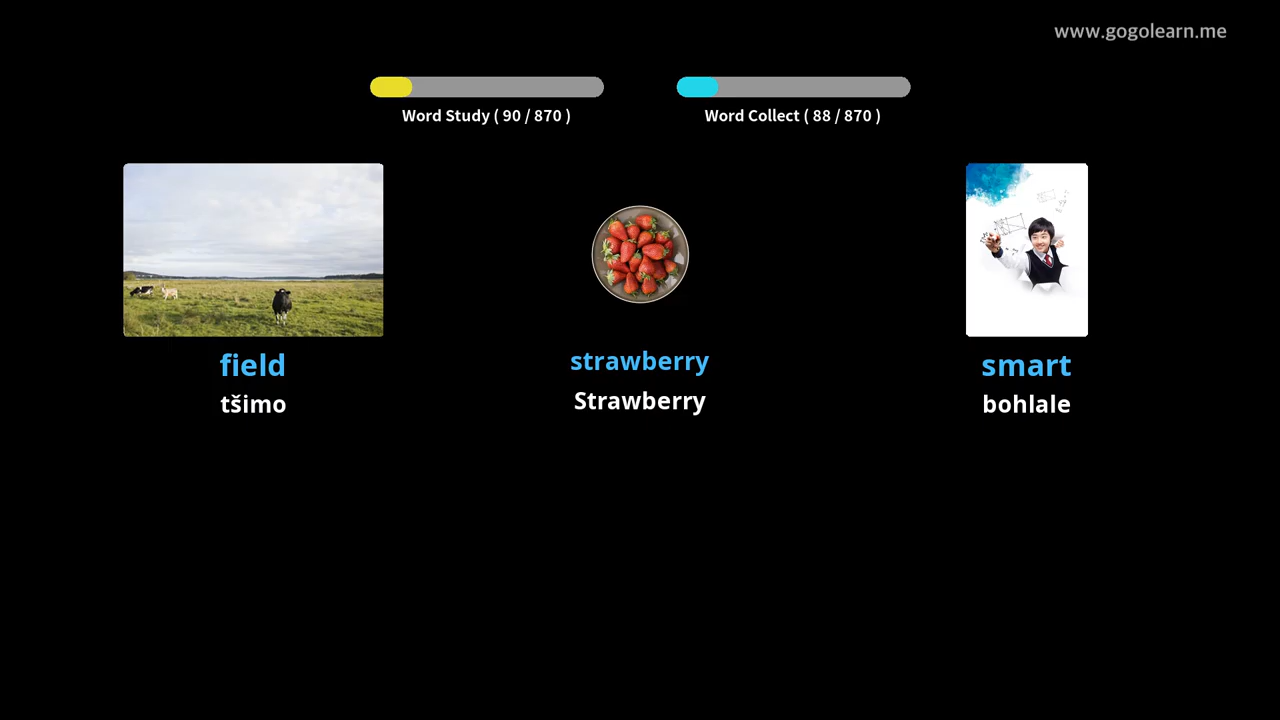 www.gogolearn.me
Word Study ( 90 / 870 )
Word Collect ( 88 / 870 )
field
tšimo
strawberry
Strawberry
smart
bohlale